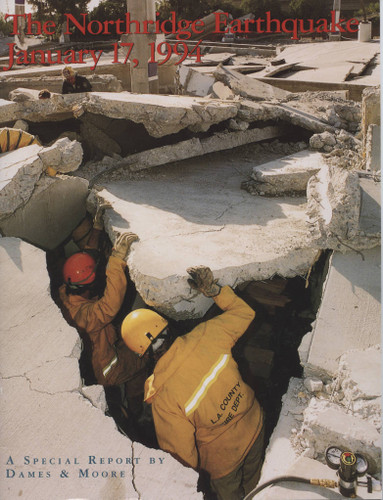 The Northridge Earthquake
January 17, 1994
L.A. COUNTY
FIRE DEPT.
A SPECIAL REPORT BY
DAMES & MOORE